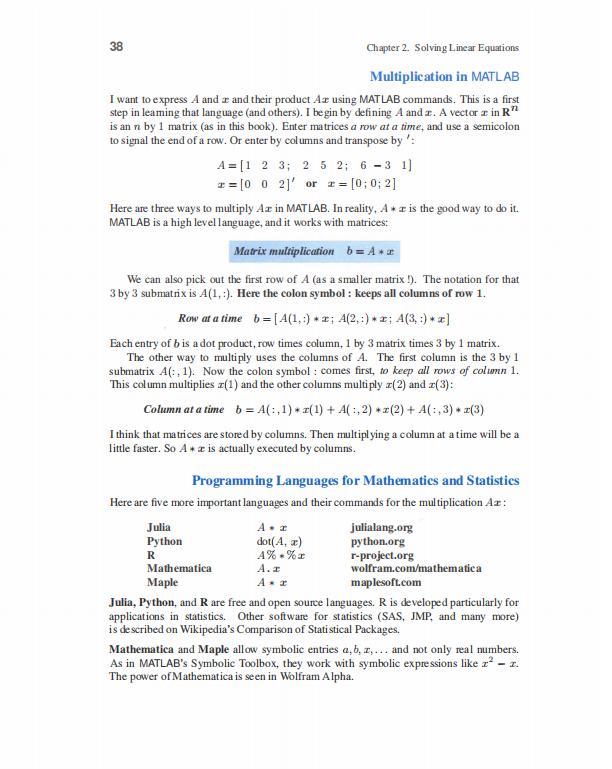 38 Chapter 2. Solving Linear Equations
Multiplication in MATLAB
I want to express A and x and their product Ax using MATLAB commands. This is a first
step in learning that language (and others). I begin by defining A and x. A vector x in Rⁿ
is an n by 1 matrix (as in this book). Enter matrices a row at a time, and use a semicolon
to signal the end of a row. Or enter by columns and transpose by ′:
A = [1 2 3; 2 5 2; 6 −3 1]
x = [0 0 2]′ or x = [0; 0; 2]
Here are three ways to multiply Ax in MATLAB. In reality, A ∗ x is the good way to do it.
MATLAB is a high level language, and it works with matrices:
Matrix multiplication b = A ∗ x
We can also pick out the first row of A (as a smaller matrix !). The notation for that
3 by 3 submatrix is A(1, :). Here the colon symbol : keeps all columns of row 1.
Row at a time b = [ A(1, :) ∗ x; A(2, :) ∗ x; A(3, :) ∗ x]
Each entry of b is a dot product, row times column, 1 by 3 matrix times 3 by 1 matrix.
The other way to multiply uses the columns of A. The first column is the 3 by 1
submatrix A(:, 1). Now the colon symbol : comes first, to keep all rows of column 1.
This column multiplies x(1) and the other columns multiply x(2) and x(3):
Column at a time b = A(:, 1) ∗ x(1) + A(:, 2) ∗ x(2) + A(:, 3) ∗ x(3)
I think that matrices are stored by columns. Then multiplying a column at a time will be a
little faster. So A ∗ x is actually executed by columns.
Programming Languages for Mathematics and Statistics
Here are five more important languages and their commands for the multiplication Ax:
Julia A ∗ x julialang.org
Python dot(A, x) python.org
R A% ∗ %x r-project.org
Mathematica A . x wolfram.com/mathematica
Maple A ∗ x maplesoft.com
Julia, Python, and R are free and open source languages. R is developed particularly for
applications in statistics. Other software for statistics (SAS, JMP, and many more)
is described on Wikipedia's Comparison of Statistical Packages.
Mathematica and Maple allow symbolic entries a, b, x, . . . and not only real numbers.
As in MATLAB's Symbolic Toolbox, they work with symbolic expressions like x² − x.
The power of Mathematica is seen in Wolfram Alpha.